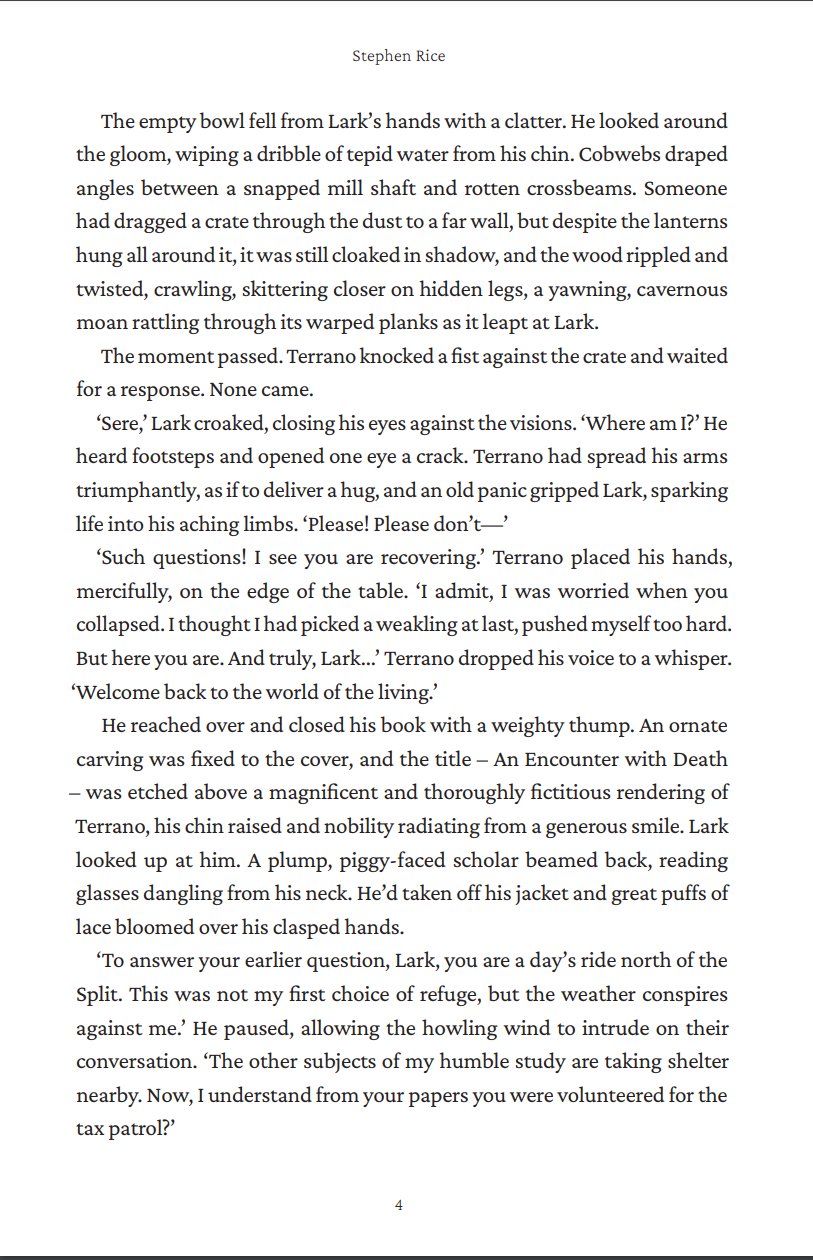 Stephen Rice
The empty bowl fell from Lark’s hands with a clatter. He looked around
the gloom, wiping a dribble of tepid water from his chin. Cobwebs draped
angles between a snapped mill shaft and rotten crossbeams. Someone
had dragged a crate through the dust to a far wall, but despite the lanterns
hung all around it, it was still cloaked in shadow, and the wood rippled and
twisted, crawling, skittering closer on hidden legs, a yawning, cavernous
moan rattling through its warped planks as it leapt at Lark.
The moment passed. Terrano knocked a fist against the crate and waited
for a response. None came.
‘Sere,’ Lark croaked, closing his eyes against the visions. ‘Where am I?’ He
heard footsteps and opened one eye a crack. Terrano had spread his arms
triumphantly, as if to deliver a hug, and an old panic gripped Lark, sparking
life into his aching limbs. ‘Please! Please don’t—’
‘Such questions! I see you are recovering.’ Terrano placed his hands,
mercifully, on the edge of the table. ‘I admit, I was worried when you
collapsed. I thought I had picked a weakling at last, pushed myself too hard.
But here you are. And truly, Lark...’ Terrano dropped his voice to a whisper.
‘Welcome back to the world of the living.’
He reached over and closed his book with a weighty thump. An ornate
carving was fixed to the cover, and the title – An Encounter with Death
– was etched above a magnificent and thoroughly fictitious rendering of
Terrano, his chin raised and nobility radiating from a generous smile. Lark
looked up at him. A plump, piggy-faced scholar beamed back, reading
glasses dangling from his neck. He’d taken off his jacket and great puffs of
lace bloomed over his clasped hands.
‘To answer your earlier question, Lark, you are a day’s ride north of the
Split. This was not my first choice of refuge, but the weather conspires
against me.’ He paused, allowing the howling wind to intrude on their
conversation. ‘The other subjects of my humble study are taking shelter
nearby. Now, I understand from your papers you were volunteered for the
tax patrol?’
4